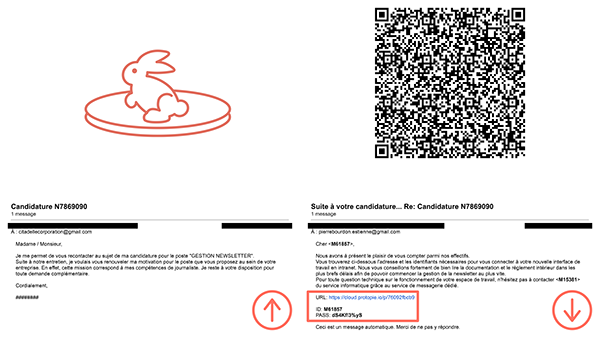 Candidature N7869090
1 message
À : citadellecorporation@gmail.com
Madame / Monsieur,
Je me permet de vous recontacter au sujet de ma candidature pour le poste "GESTION NEWSLETTER".
Suite à notre entretien, je voulais vous renouveler ma motivation pour le poste que vous proposez au sein de votre
entreprise. En effet, cette mission correspond à mes compétences de journaliste. Je reste à votre disposition pour
toute demande complémentaire.
Cordialement,
########
Suite à votre candidature... Re: Candidature N7869090
1 message
À : pierrebourdon.estienne@gmail.com
Cher <M61857>,
Nous avons à présent le plaisir de vous compter parmi nos effectifs.
Vous trouverez ci-dessous l'adresse et les identifiants nécessaires pour vous connecter à votre nouvelle interface de
travail en intranet. Nous vous conseillons fortement de bien lire la documentation et le règlement intérieur dans les
plus brefs délais afin de pouvoir commencer la gestion de la newsletter au plus vite.
Pour toute question technique sur le fonctionnement de votre espace de travail, n'hésitez pas à contacter <M15381>
du service informatique grâce au service de messagerie dédié.
URL: https://cloud.protopie.io/p/76092fbcb9
ID: M61857
PASS: dS4Kfl3%yS
Ceci est un message automatique. Merci de ne pas y répondre.